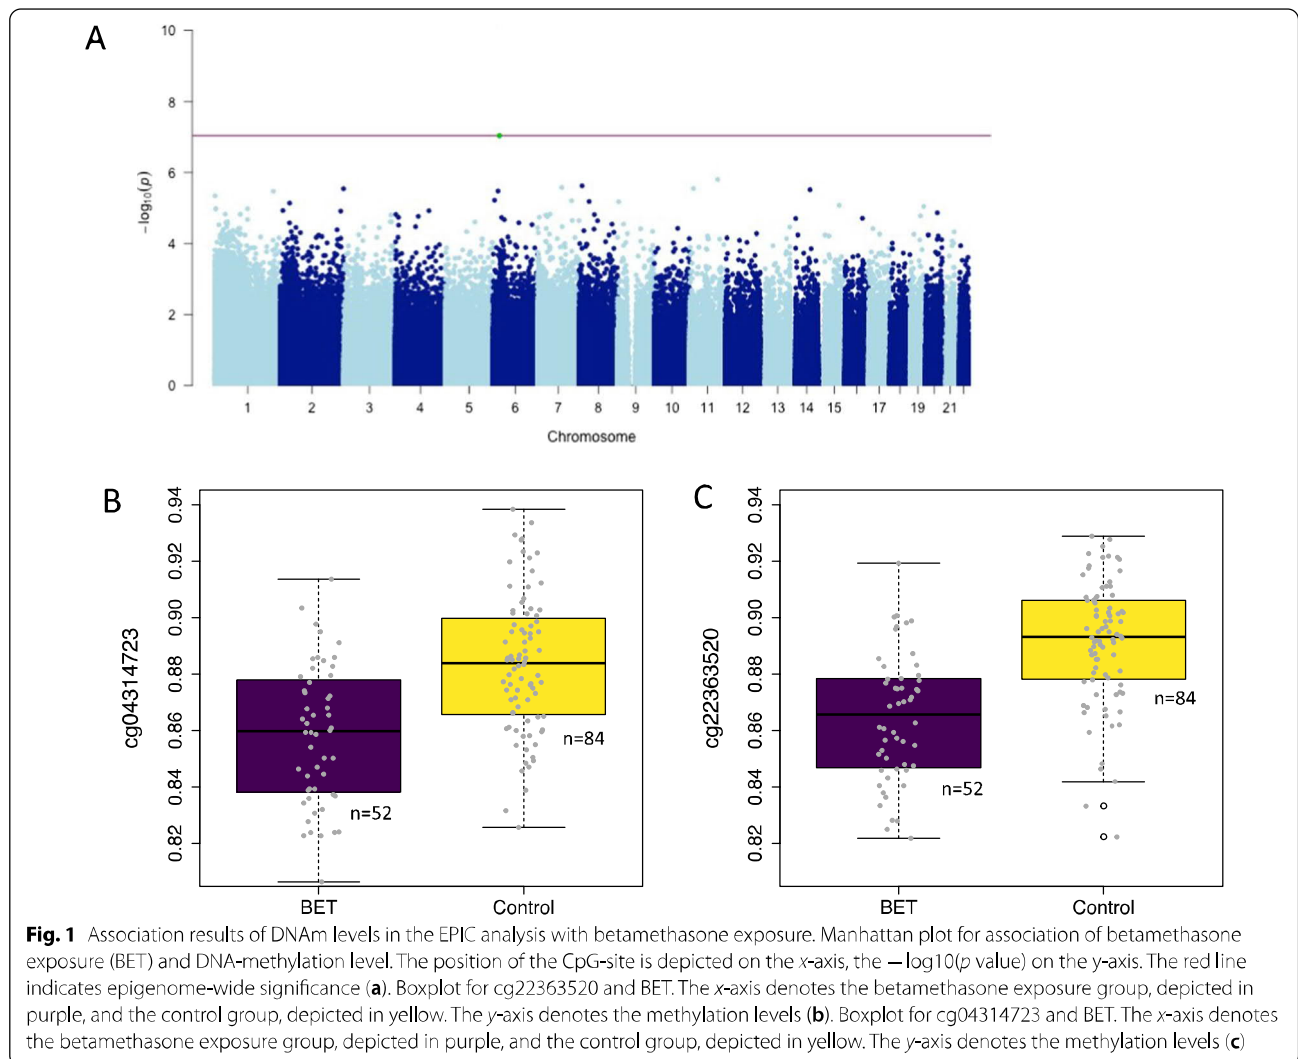 A
10
8
6
4
2
0
−log10(p)
1 2 3 4 5 6 7 8 9 10 11 12 13 14 15 17 19 21
Chromosome
B
cg04314723
0.94
0.92
0.90
0.88
0.86
0.84
0.82
n=52
n=84
BET Control
C
cg22363520
0.94
0.92
0.90
0.88
0.86
0.84
0.82
n=52
n=84
BET Control
Fig. 1 Association results of DNAm levels in the EPIC analysis with betamethasone exposure. Manhattan plot for association of betamethasone
exposure (BET) and DNA-methylation level. The position of the CpG-site is depicted on the x-axis, the −log10(p value) on the y-axis. The red line
indicates epigenome-wide significance (a). Boxplot for cg22363520 and BET. The x-axis denotes the betamethasone exposure group, depicted in
purple, and the control group, depicted in yellow. The y-axis denotes the methylation levels (b). Boxplot for cg04314723 and BET. The x-axis denotes
the betamethasone exposure group, depicted in purple, and the control group, depicted in yellow. The y-axis denotes the methylation levels (c)